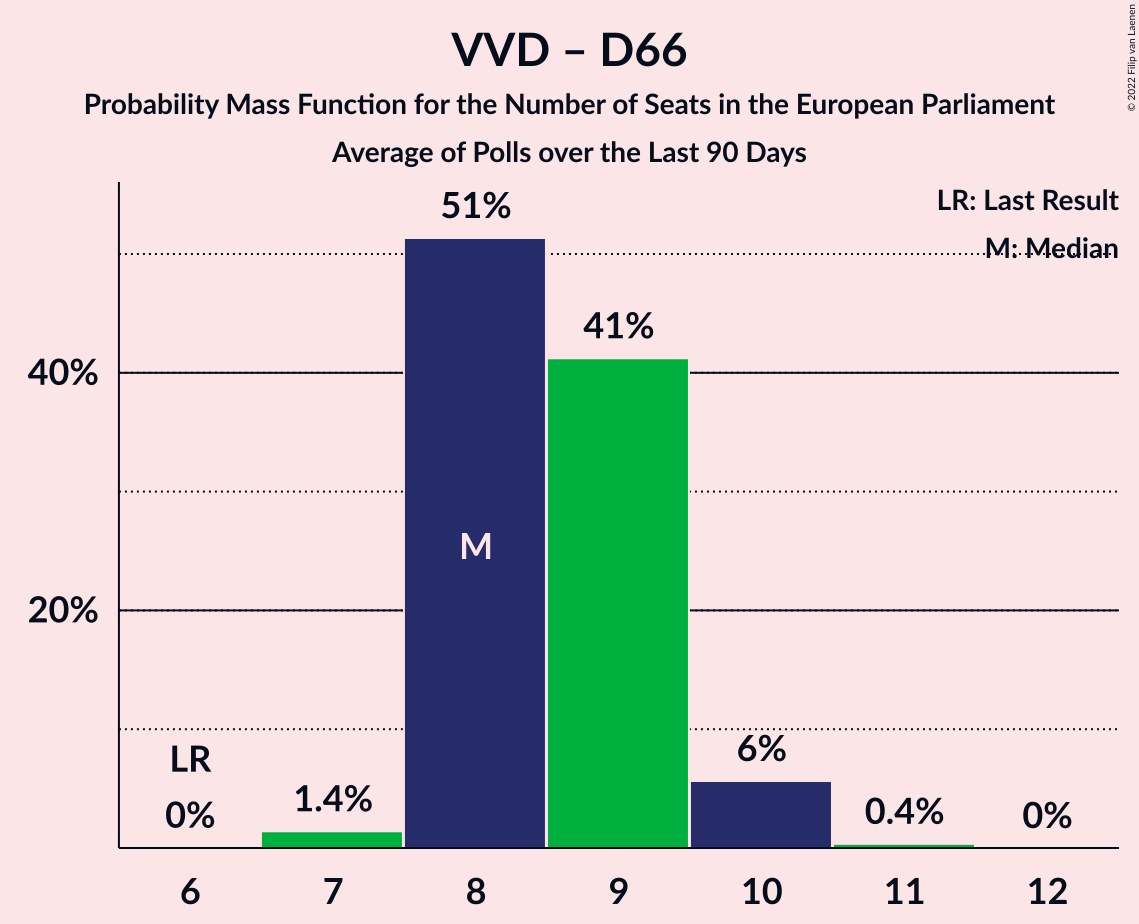 VVD – D66
Probability Mass Function for the Number of Seats in the European Parliament
Average of Polls over the Last 90 Days
© 2022 Filip van Laenen
LR: Last Result
M: Median
51%
41%
40%
M
20%
LR
0%
1.4%
6%
0.4%
0%
6 7 8 9 10 11 12